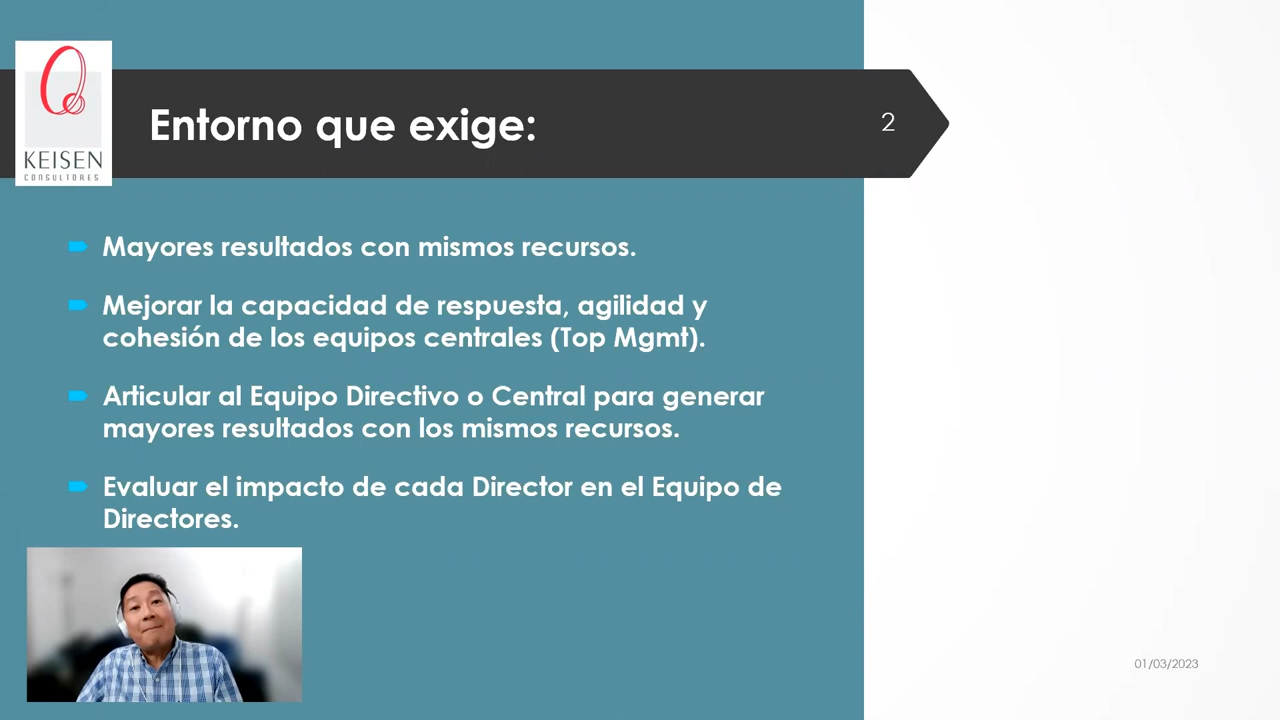 KEISEN
CONSULTORES
Entorno que exige:
2
Mayores resultados con mismos recursos.
Mejorar la capacidad de respuesta, agilidad y
cohesión de los equipos centrales (Top Mgmt).
Articular al Equipo Directivo o Central para generar
mayores resultados con los mismos recursos.
Evaluar el impacto de cada Director en el Equipo de
Directores.
01/03/2023